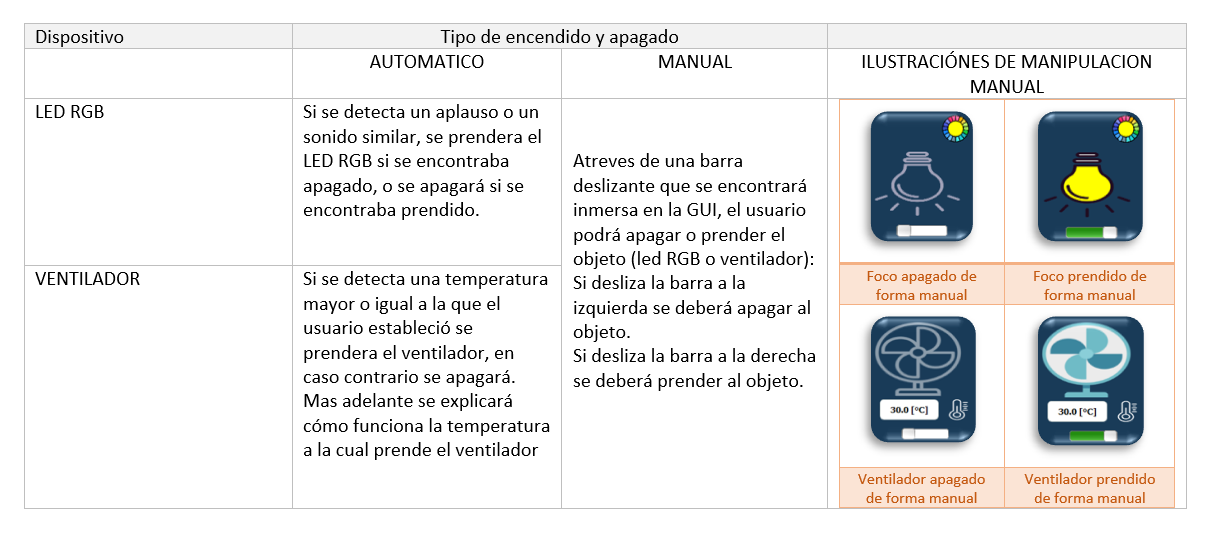 Dispositivo
Tipo de encendido y apagado
AUTOMATICO
MANUAL
ILUSTRACIÓNES DE MANIPULACION
MANUAL
LED RGB
Si se detecta un aplauso o un
sonido similar, se prendera el
LED RGB si se encontraba
apagado, o se apagará si se
encontraba prendido.
Atreves de una barra
deslizante que se encontrará
inmersa en la GUI, el usuario
podrá apagar o prender el
objeto (led RGB o ventilador):
Si desliza la barra a la
izquierda se deberá apagar al
objeto.
Si desliza la barra a la derecha
se deberá prender al objeto.
Foco apagado de
forma manual
Foco prendido de
forma manual
VENTILADOR
Si se detecta una temperatura
mayor o igual a la que el
usuario estableció se
prendera el ventilador, en
caso contrario se apagará.
Mas adelante se explicará
cómo funciona la temperatura
a la cual prende el ventilador
30.0 [°C]
30.0 [°C]
Ventilador apagado
de forma manual
Ventilador prendido
de forma manual